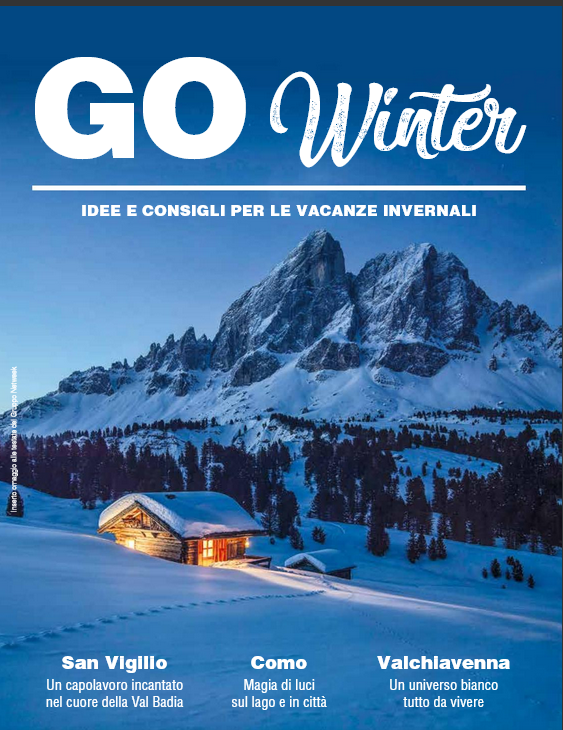 GO Winter
IDEE E CONSIGLI PER LE VACANZE INVERNALI
Inserto omaggio alle testate del Gruppo Netweek
San Vigilio
Un capolavoro incantato
nel cuore della Val Badia
Como
Magia di luci
sul lago e in città
Valchiavenna
Un universo bianco
tutto da vivere